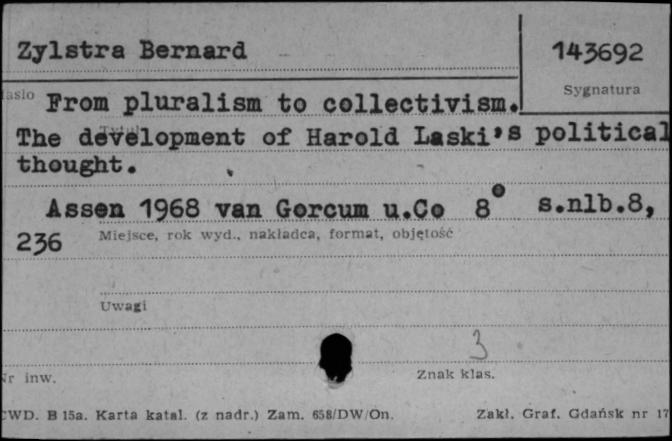 Zylstra Bernard 143692
Sygnatura
From pluralism to collectivism.
The development of Harold Laski's political
thought.
Assen 1968 van Gorcum u.Co 8° s.nlb.8,
236 Miejsce, rok wyd., nakładca, format, objętość
Uwagi
3
Nr inw. Znak klas.
CWD. B 15a. Karta katal. (z nadr.) Zam. 658/DW/On. Zakł. Graf. Gdańsk nr 17